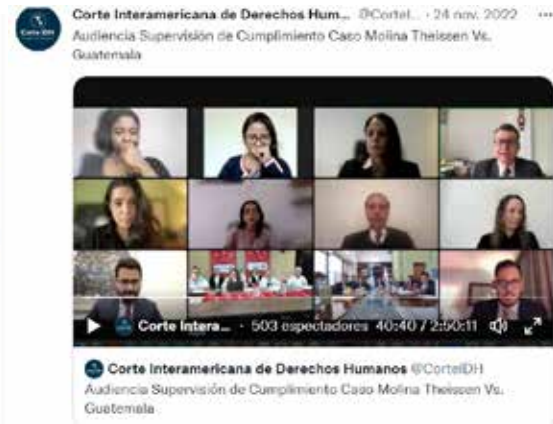 Corte Interamericana de Derechos Hum... @CorteI... · 24 nov. 2022 ...
Audiencia Supervisión de Cumplimiento Caso Molina Theissen Vs.
Guatemala
Corte Intera... · 503 espectadores 40:40 / 2:50:11
Corte Interamericana de Derechos Humanos @CorteIDH
Audiencia Supervisión de Cumplimiento Caso Molina Theissen Vs.
Guatemala